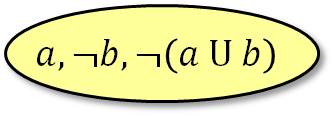 a, ¬b, ¬(a U b)